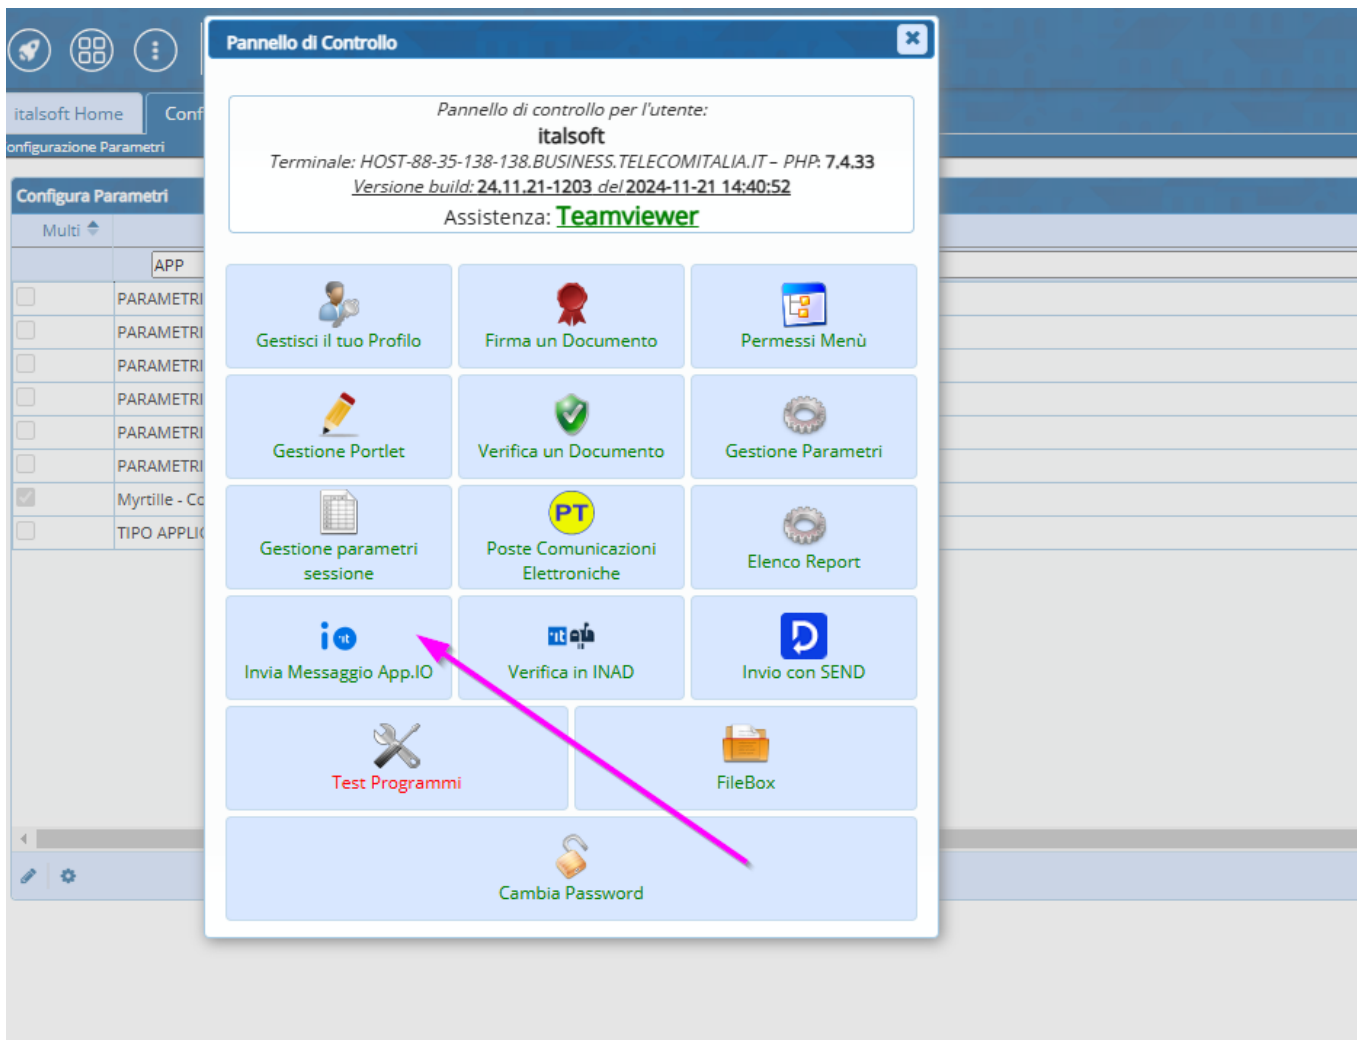 Pannello di Controllo
italsoft Home
Conf
onfigurazione Parametri
Pannello di controllo per l'utente:
italsoft
Terminale: HOST-88-35-138-138.BUSINESS.TELECOMITALIA.IT – PHP: 7.4.33
Versione build: 24.11.21-1203 del 2024-11-21 14:40:52
Assistenza: Teamviewer
Configura Parametri
Multi
APP
PARAMETRI
PARAMETRI
PARAMETRI
PARAMETRI
PARAMETRI
PARAMETRI
Myrtille - Co
TIPO APPLIC
Gestisci il tuo Profilo
Firma un Documento
Permessi Menù
Gestione Portlet
Verifica un Documento
Gestione Parametri
Gestione parametri
sessione
PT
Poste Comunicazioni
Elettroniche
Elenco Report
Invia Messaggio App.IO
Verifica in INAD
Invio con SEND
Test Programmi
FileBox
Cambia Password